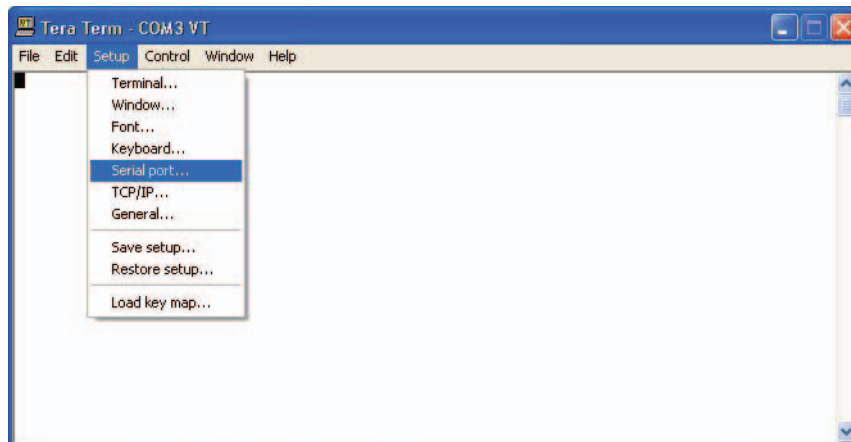 Tera Term - COM3 VT
File Edit Setup Control Window Help
Terminal...
Window...
Font...
Keyboard...
Serial port...
TCP/IP...
General...
Save setup...
Restore setup...
Load key map...